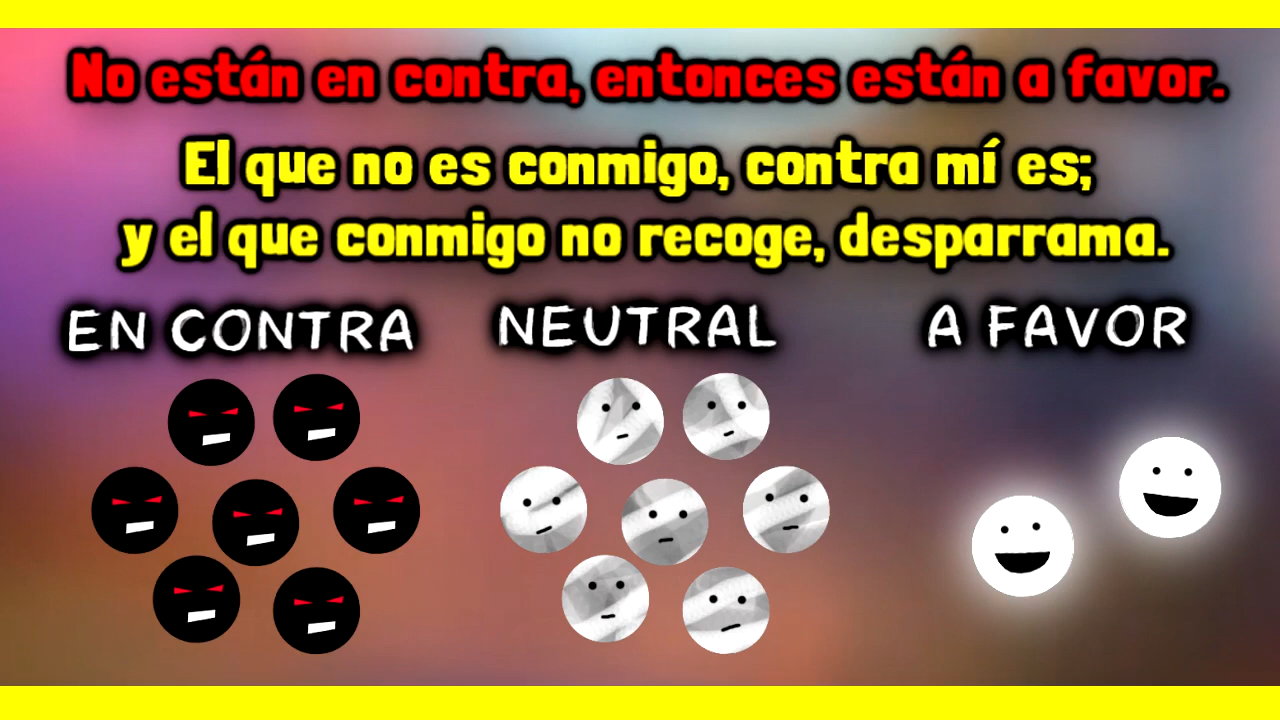 No están en contra, entonces están a favor.
El que no es conmigo, contra mí es;
y el que conmigo no recoge, desparrama.
EN CONTRA NEUTRAL A FAVOR